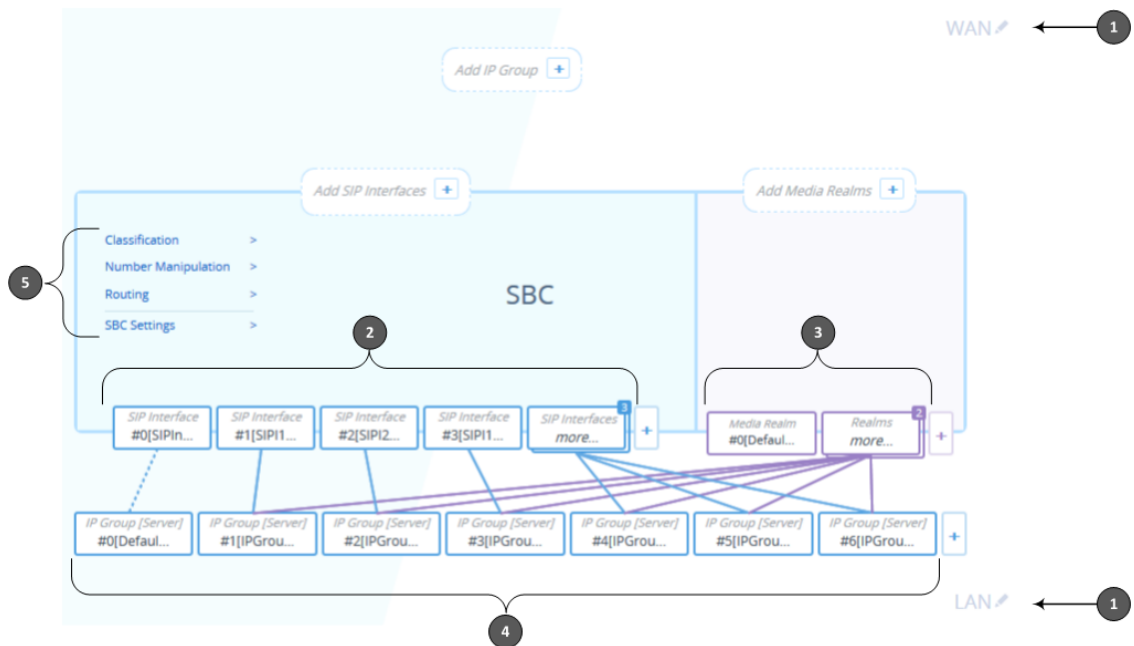 WAN
1
Add IP Group +
Add SIP Interfaces +
Add Media Realms +
Classification >
Number Manipulation >
Routing >
SBC Settings >
5
SBC
2
3
SIP Interface
#0[SIPIn...
SIP Interface
#1[SIPI1...
SIP Interface
#2[SIPI2...
SIP Interface
#3[SIPI1...
3
SIP Interfaces
more...
+
Media Realm
#0[Defaul...
2
Realms
more...
+
IP Group [Server]
#0[Defaul...
IP Group [Server]
#1[IPGrou...
IP Group [Server]
#2[IPGrou...
IP Group [Server]
#3[IPGrou...
IP Group [Server]
#4[IPGrou...
IP Group [Server]
#5[IPGrou...
IP Group [Server]
#6[IPGrou...
+
LAN
1
4